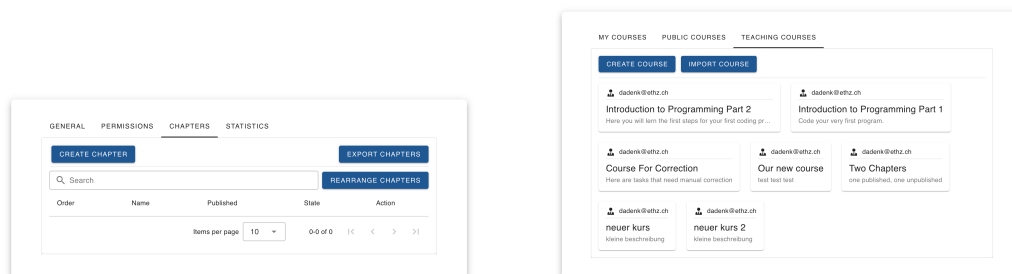 GENERAL PERMISSIONS CHAPTERS STATISTICS
CREATE CHAPTER EXPORT CHAPTERS
Search REARRANGE CHAPTERS
Order Name Published State Action
Items per page 10 0-0 of 0
MY COURSES PUBLIC COURSES TEACHING COURSES
CREATE COURSE IMPORT COURSE
dadenk@ethz.ch dadenk@ethz.ch
Introduction to Programming Part 2 Introduction to Programming Part 1
Here you will lern the first steps for your first coding pr... Code your very first program.
dadenk@ethz.ch dadenk@ethz.ch dadenk@ethz.ch
Course For Correction Our new course Two Chapters
Here are tasks that need manual correction test test test one published, one unpublished
dadenk@ethz.ch dadenk@ethz.ch
neuer kurs neuer kurs 2
kleine beschreibung kleine beschreibung